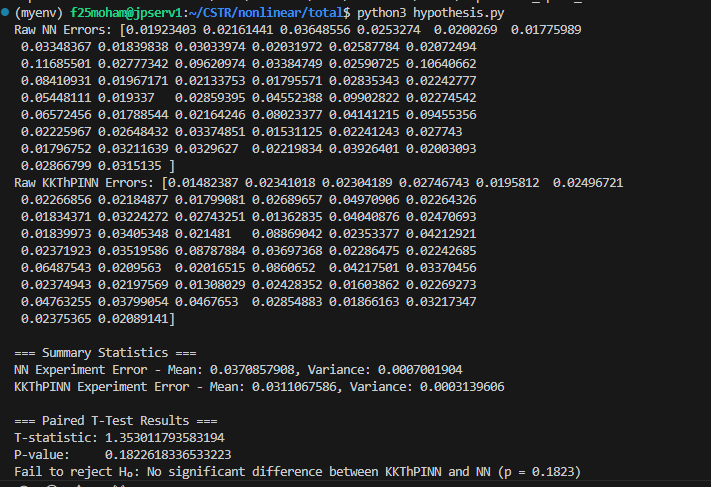 (myenv) f25moham@jpserv1:~/CSTR/nonlinear/total$ python3 hypothesis.py
Raw NN Errors: [0.01923403 0.02161441 0.03648556 0.0253274  0.0200269  0.01775989
 0.03348367 0.01839838 0.03033974 0.02031972 0.02587784 0.02072494
 0.11685501 0.02777342 0.09620974 0.03384749 0.02590725 0.10640662
 0.08410931 0.01967171 0.02133753 0.01795571 0.02835343 0.02242777
 0.05448111 0.019337   0.02859395 0.04552388 0.09902822 0.02274542
 0.06572456 0.01788544 0.02164246 0.08023377 0.04141215 0.09455356
 0.02225967 0.02648432 0.03374851 0.01531125 0.02241243 0.027743
 0.01796752 0.03211639 0.0329627  0.02219834 0.03926401 0.02003093
 0.02866799 0.0315135 ]
Raw KKThPINN Errors: [0.01482387 0.02341018 0.02304189 0.02746743 0.0195812  0.02496721
 0.02266856 0.02184877 0.01799081 0.02689657 0.04970906 0.02264326
 0.01834371 0.03224272 0.02743251 0.01362835 0.04040876 0.02470693
 0.01839973 0.03405348 0.021481   0.08869042 0.02353377 0.04212921
 0.02371923 0.03519586 0.08787884 0.03697368 0.02286475 0.02242685
 0.06487543 0.0209563  0.02016515 0.0860652  0.04217501 0.03370456
 0.02374943 0.02197569 0.01308029 0.02428352 0.01603862 0.02269273
 0.04763255 0.03799054 0.0467653  0.02854883 0.01866163 0.03217347
 0.02375365 0.02089141]
=== Summary Statistics ===
NN Experiment Error - Mean: 0.0370857908, Variance: 0.0007001904
KKThPINN Experiment Error - Mean: 0.0311067586, Variance: 0.0003139606
=== Paired T-Test Results ===
T-statistic: 1.353011793583194
P-value:     0.1822618336533223
Fail to reject H₀: No significant difference between KKThPINN and NN (p = 0.1823)